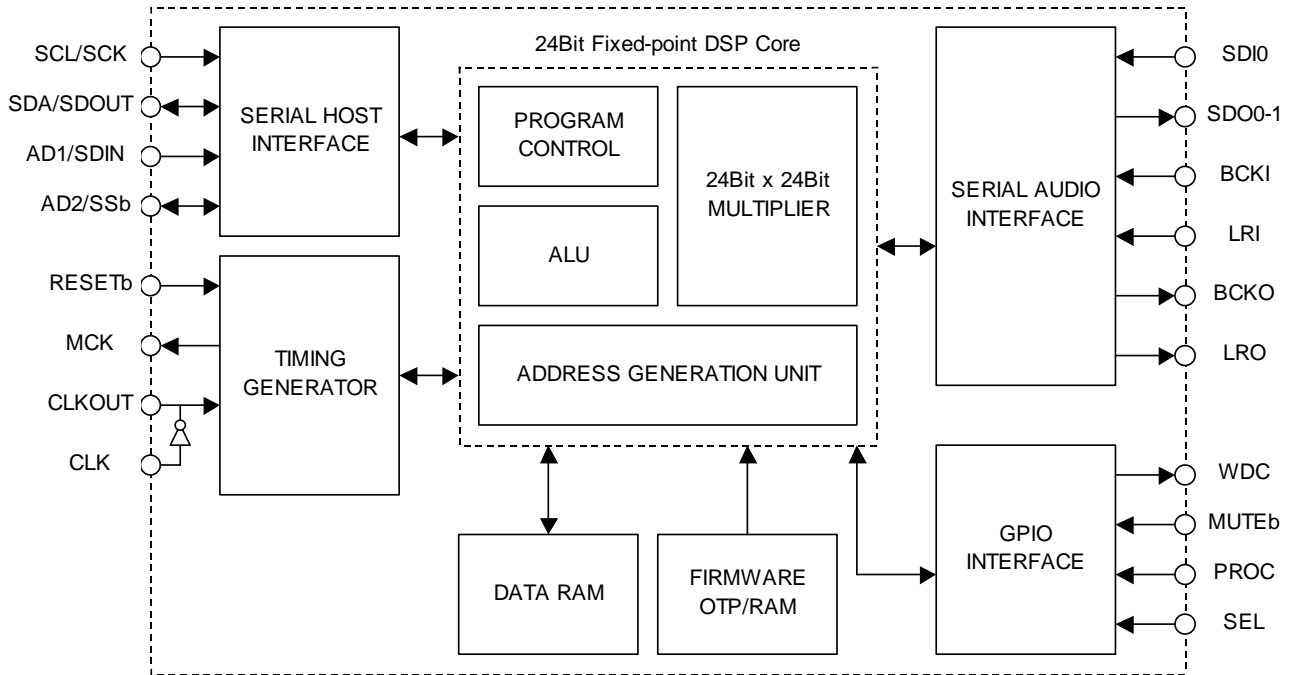 24Bit Fixed-point DSP Core
SCL/SCK
SDA/SDOUT
AD1/SDIN
AD2/SSb
RESETb
MCK
CLKOUT
CLK
SERIAL HOST
INTERFACE
TIMING
GENERATOR
PROGRAM
CONTROL
ALU
24Bit x 24Bit
MULTIPLIER
ADDRESS GENERATION UNIT
DATA RAM
FIRMWARE
OTP/RAM
SERIAL AUDIO
INTERFACE
GPIO
INTERFACE
SDI0
SDO0-1
BCKI
LRI
BCKO
LRO
WDC
MUTEb
PROC
SEL